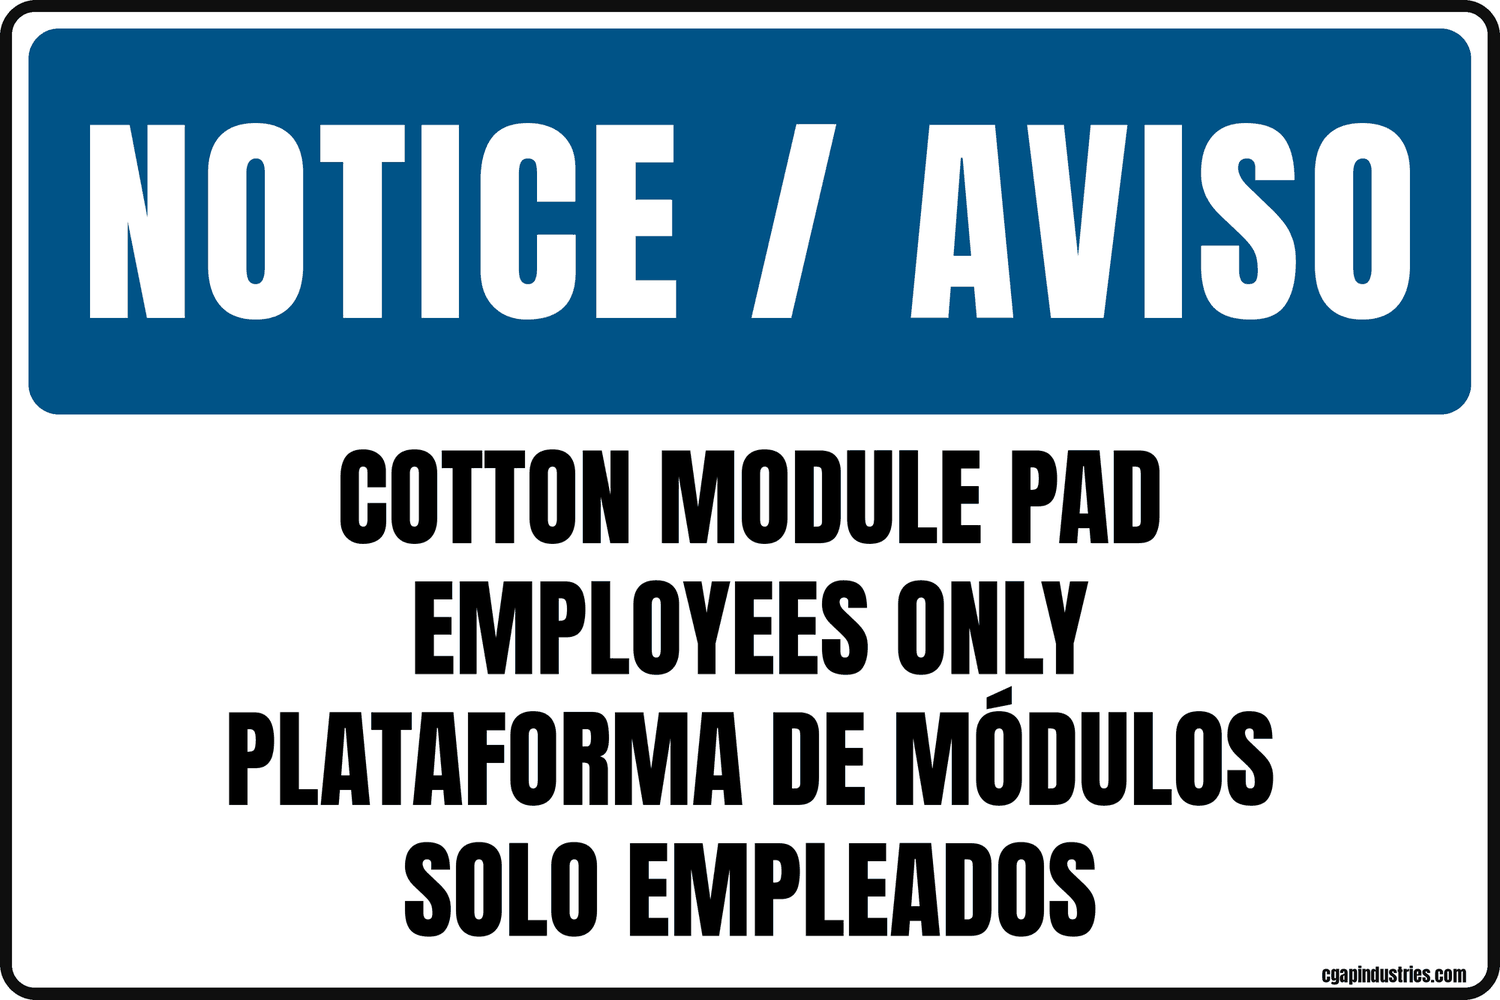 NOTICE / AVISO
COTTON MODULE PAD
EMPLOYEES ONLY
PLATAFORMA DE MÓDULOS
SOLO EMPLEADOS
cgapindustries.com